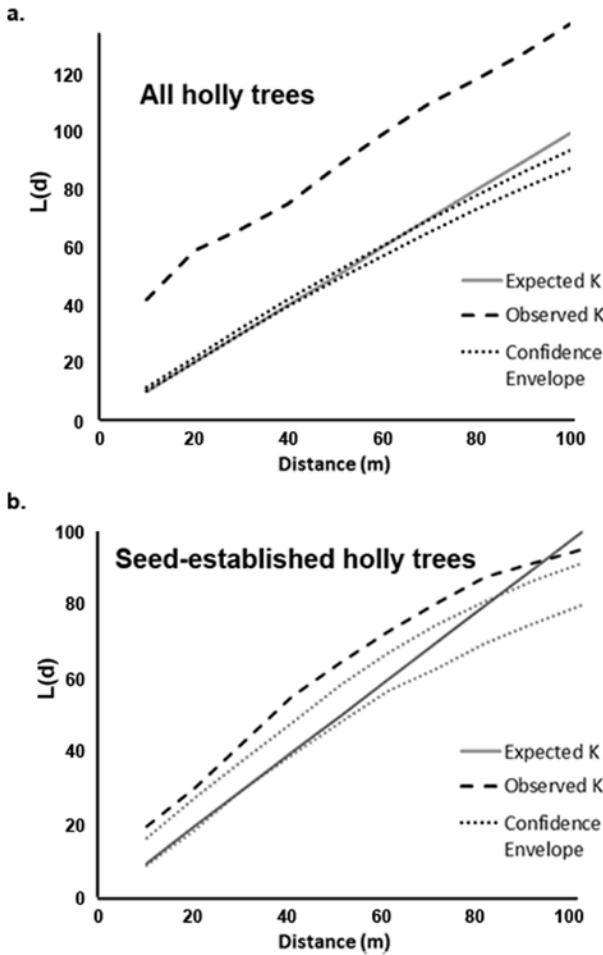 a.
All holly trees
L(d)
120
100
80
60
40
20
0
0 20 40 60 80 100
Distance (m)
Expected K
Observed K
Confidence
Envelope
b.
Seed-established holly trees
L(d)
100
80
60
40
20
0
0 20 40 60 80 100
Distance (m)
Expected K
Observed K
Confidence
Envelope